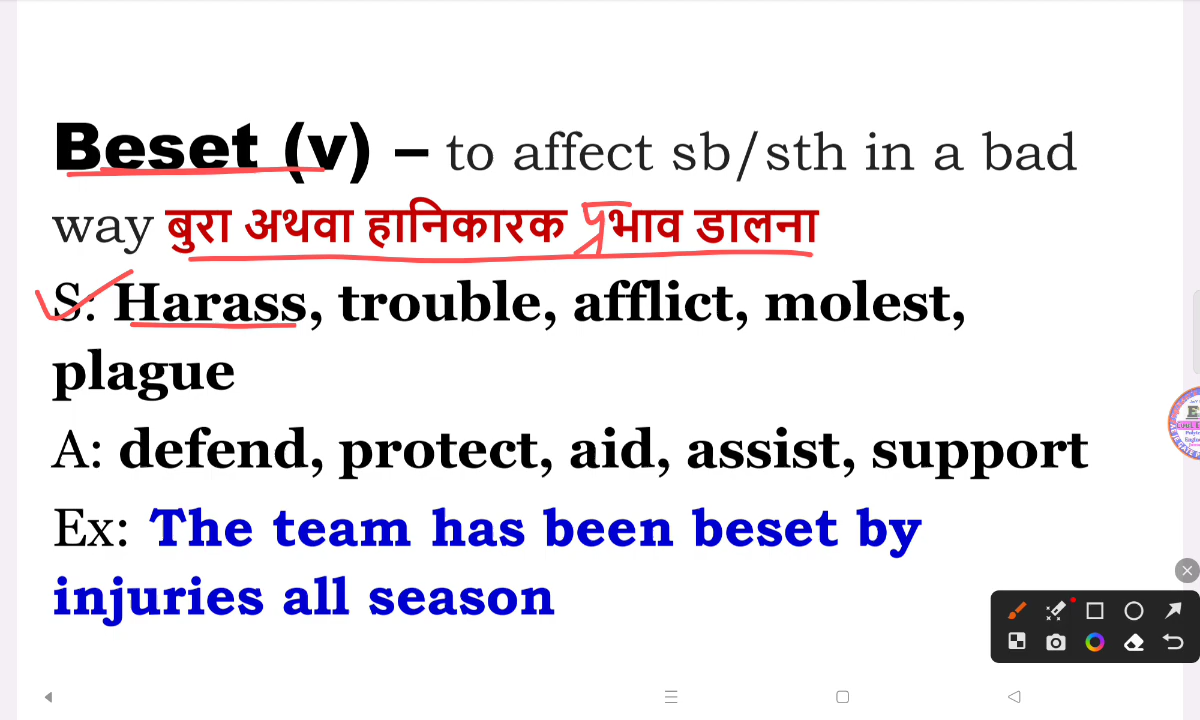 Beset (v) – to affect sb/sth in a bad
way बुरा अथवा हानिकारक प्रभाव डालना
S: Harass, trouble, afflict, molest,
plague
A: defend, protect, aid, assist, support
Ex: The team has been beset by
injuries all season